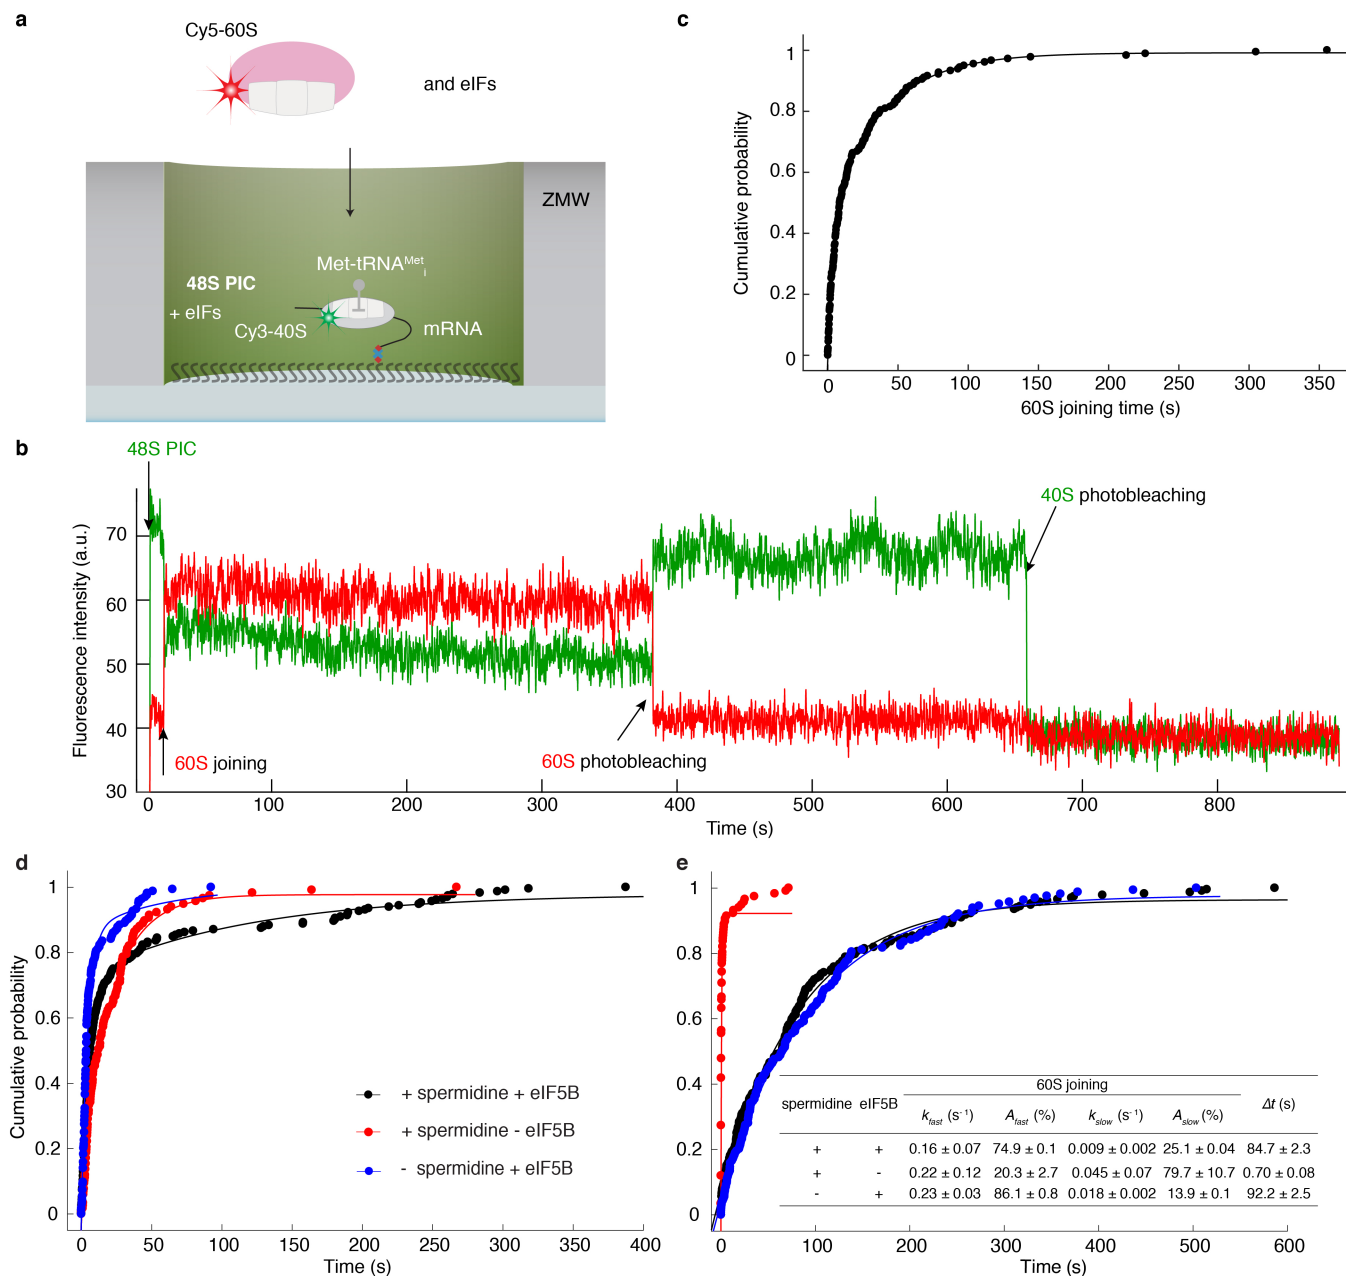 a
Cy5-60S
and eIFs
ZMW
Met-tRNA^Met_i
48S PIC
+ eIFs
Cy3-40S
mRNA
c
Cumulative probability
1
0.8
0.6
0.4
0.2
0
0 50 100 150 200 250 300 350
60S joining time (s)
b
48S PIC
40S photobleaching
Fluorescence intensity (a.u.)
70
60
50
40
30
60S joining
60S photobleaching
0 100 200 300 400 500 600 700 800
Time (s)
d
Cumulative probability
1
0.8
0.6
0.4
0.2
0
+ spermidine + eIF5B
+ spermidine - eIF5B
- spermidine + eIF5B
0 50 100 150 200 250 300 350 400
Time (s)
e
1
0.8
0.6
0.4
0.2
0
60S joining
spermidine eIF5B k_fast (s⁻¹) A_fast (%) k_slow (s⁻¹) A_slow (%) Δt (s)
+ + 0.16 ± 0.07 74.9 ± 0.1 0.009 ± 0.002 25.1 ± 0.04 84.7 ± 2.3
+ - 0.22 ± 0.12 20.3 ± 2.7 0.045 ± 0.07 79.7 ± 10.7 0.70 ± 0.08
- + 0.23 ± 0.03 86.1 ± 0.8 0.018 ± 0.002 13.9 ± 0.1 92.2 ± 2.5
0 100 200 300 400 500 600
Time (s)